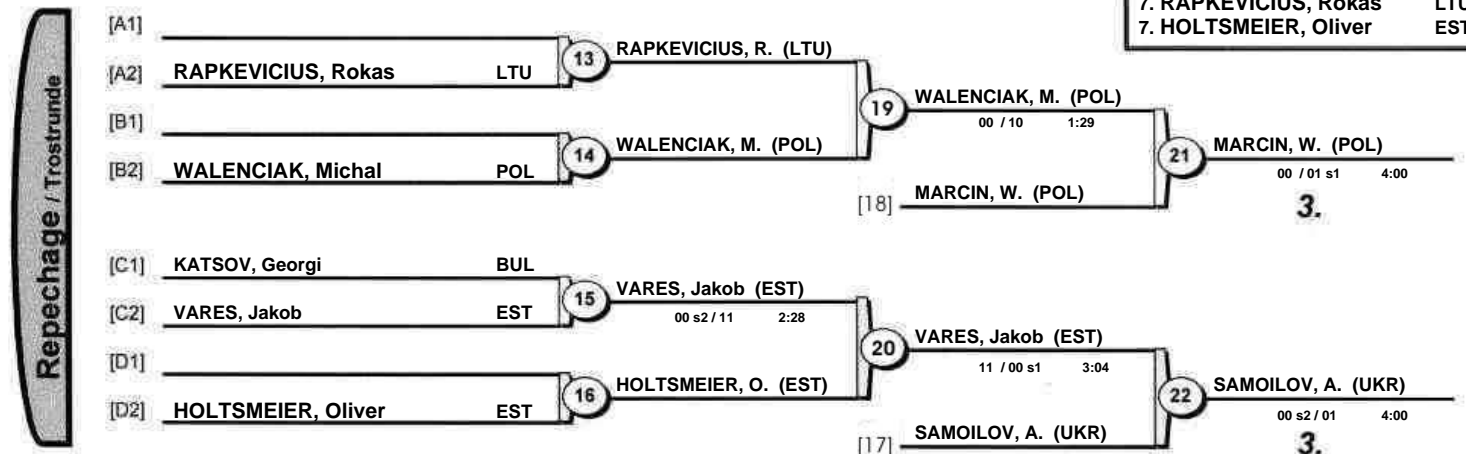 7. RAPKEVICIUS, Rokas LTU
7. HOLTSMEIER, Oliver EST
Repechage / Trostrunde
[A1]
[A2] RAPKEVICIUS, Rokas LTU
13
RAPKEVICIUS, R. (LTU)
[B1]
[B2] WALENCIAK, Michal POL
14
WALENCIAK, M. (POL)
19
WALENCIAK, M. (POL)
00 / 10 1:29
[18] MARCIN, W. (POL)
21
MARCIN, W. (POL)
00 / 01 s1 4:00
3.
[C1] KATSOV, Georgi BUL
[C2] VARES, Jakob EST
15
VARES, Jakob (EST)
00 s2 / 11 2:28
[D1]
[D2] HOLTSMEIER, Oliver EST
16
HOLTSMEIER, O. (EST)
20
VARES, Jakob (EST)
11 / 00 s1 3:04
[17] SAMOILOV, A. (UKR)
22
SAMOILOV, A. (UKR)
00 s2 / 01 4:00
3.